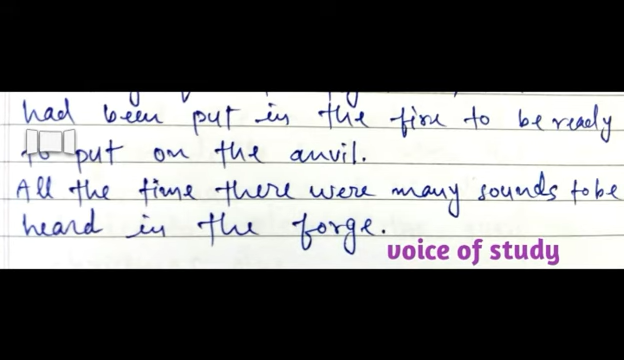 had been put in the fire to be ready
to put on the anvil.
All the time there were many sounds to be
heard in the forge.
voice of study